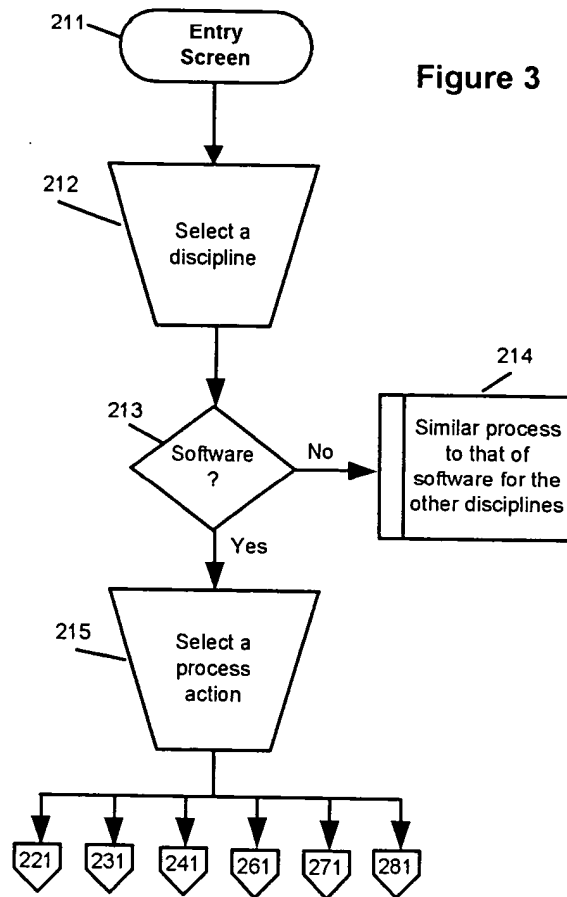 211
Entry
Screen
Figure 3
212
Select a
discipline
213
Software
?
No
214
Similar process
to that of
software for the
other disciplines
Yes
215
Select a
process
action
221 231 241 261 271 281